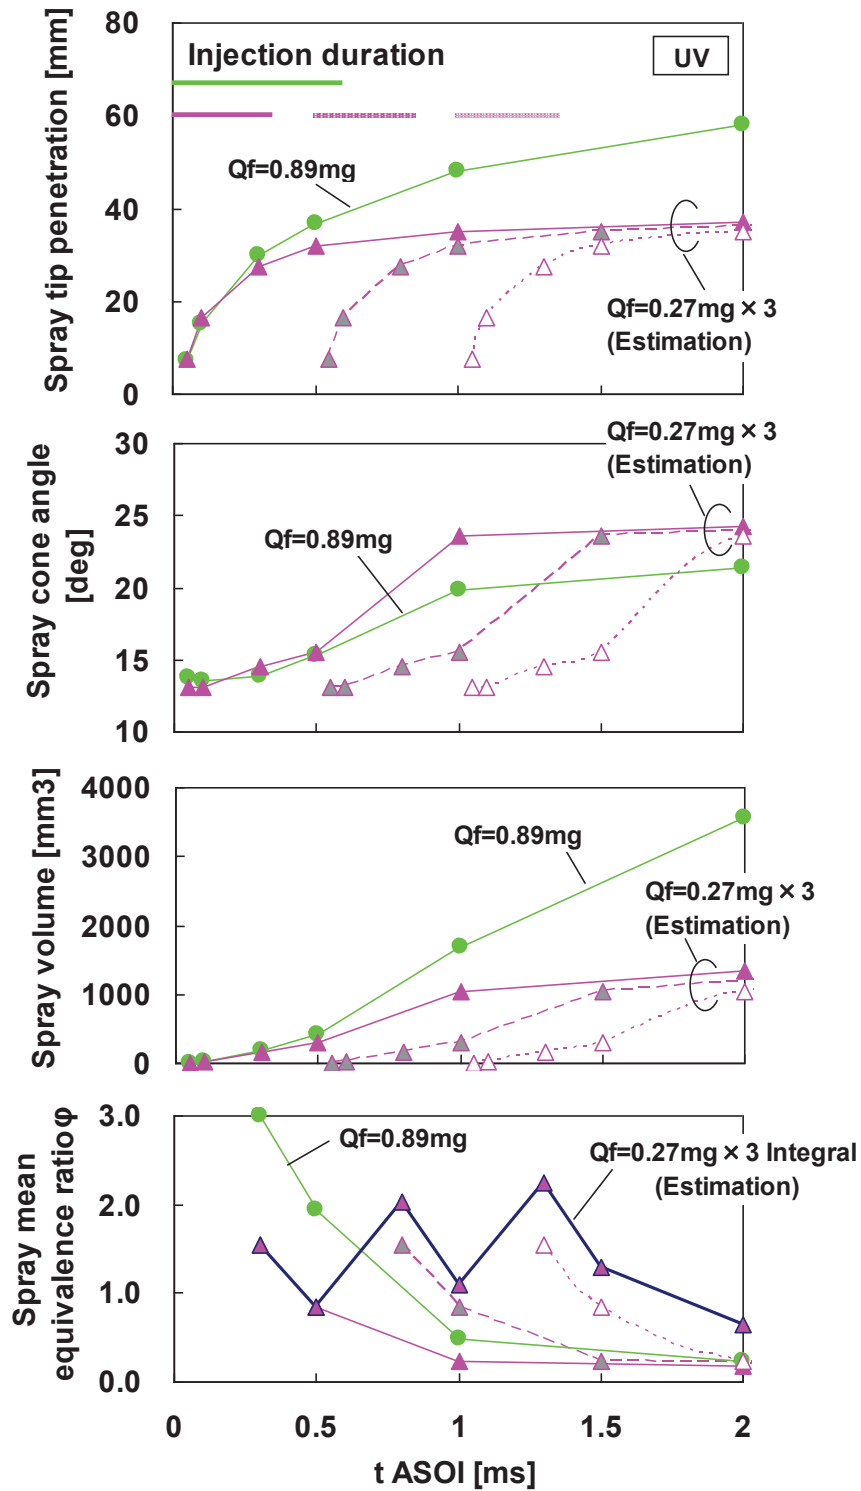 80
60
40
20
0
Spray tip penetration [mm]
Injection duration
UV
Qf=0.89mg
Qf=0.27mg×3
(Estimation)
30
25
20
15
10
Spray cone angle
[deg]
Qf=0.27mg×3
(Estimation)
Qf=0.89mg
4000
3000
2000
1000
0
Spray volume [mm3]
Qf=0.89mg
Qf=0.27mg×3
(Estimation)
3.0
2.0
1.0
0.0
Spray mean
equivalence ratioφ
Qf=0.89mg
Qf=0.27mg×3 Integral
(Estimation)
0 0.5 1 1.5 2
t ASOI [ms]